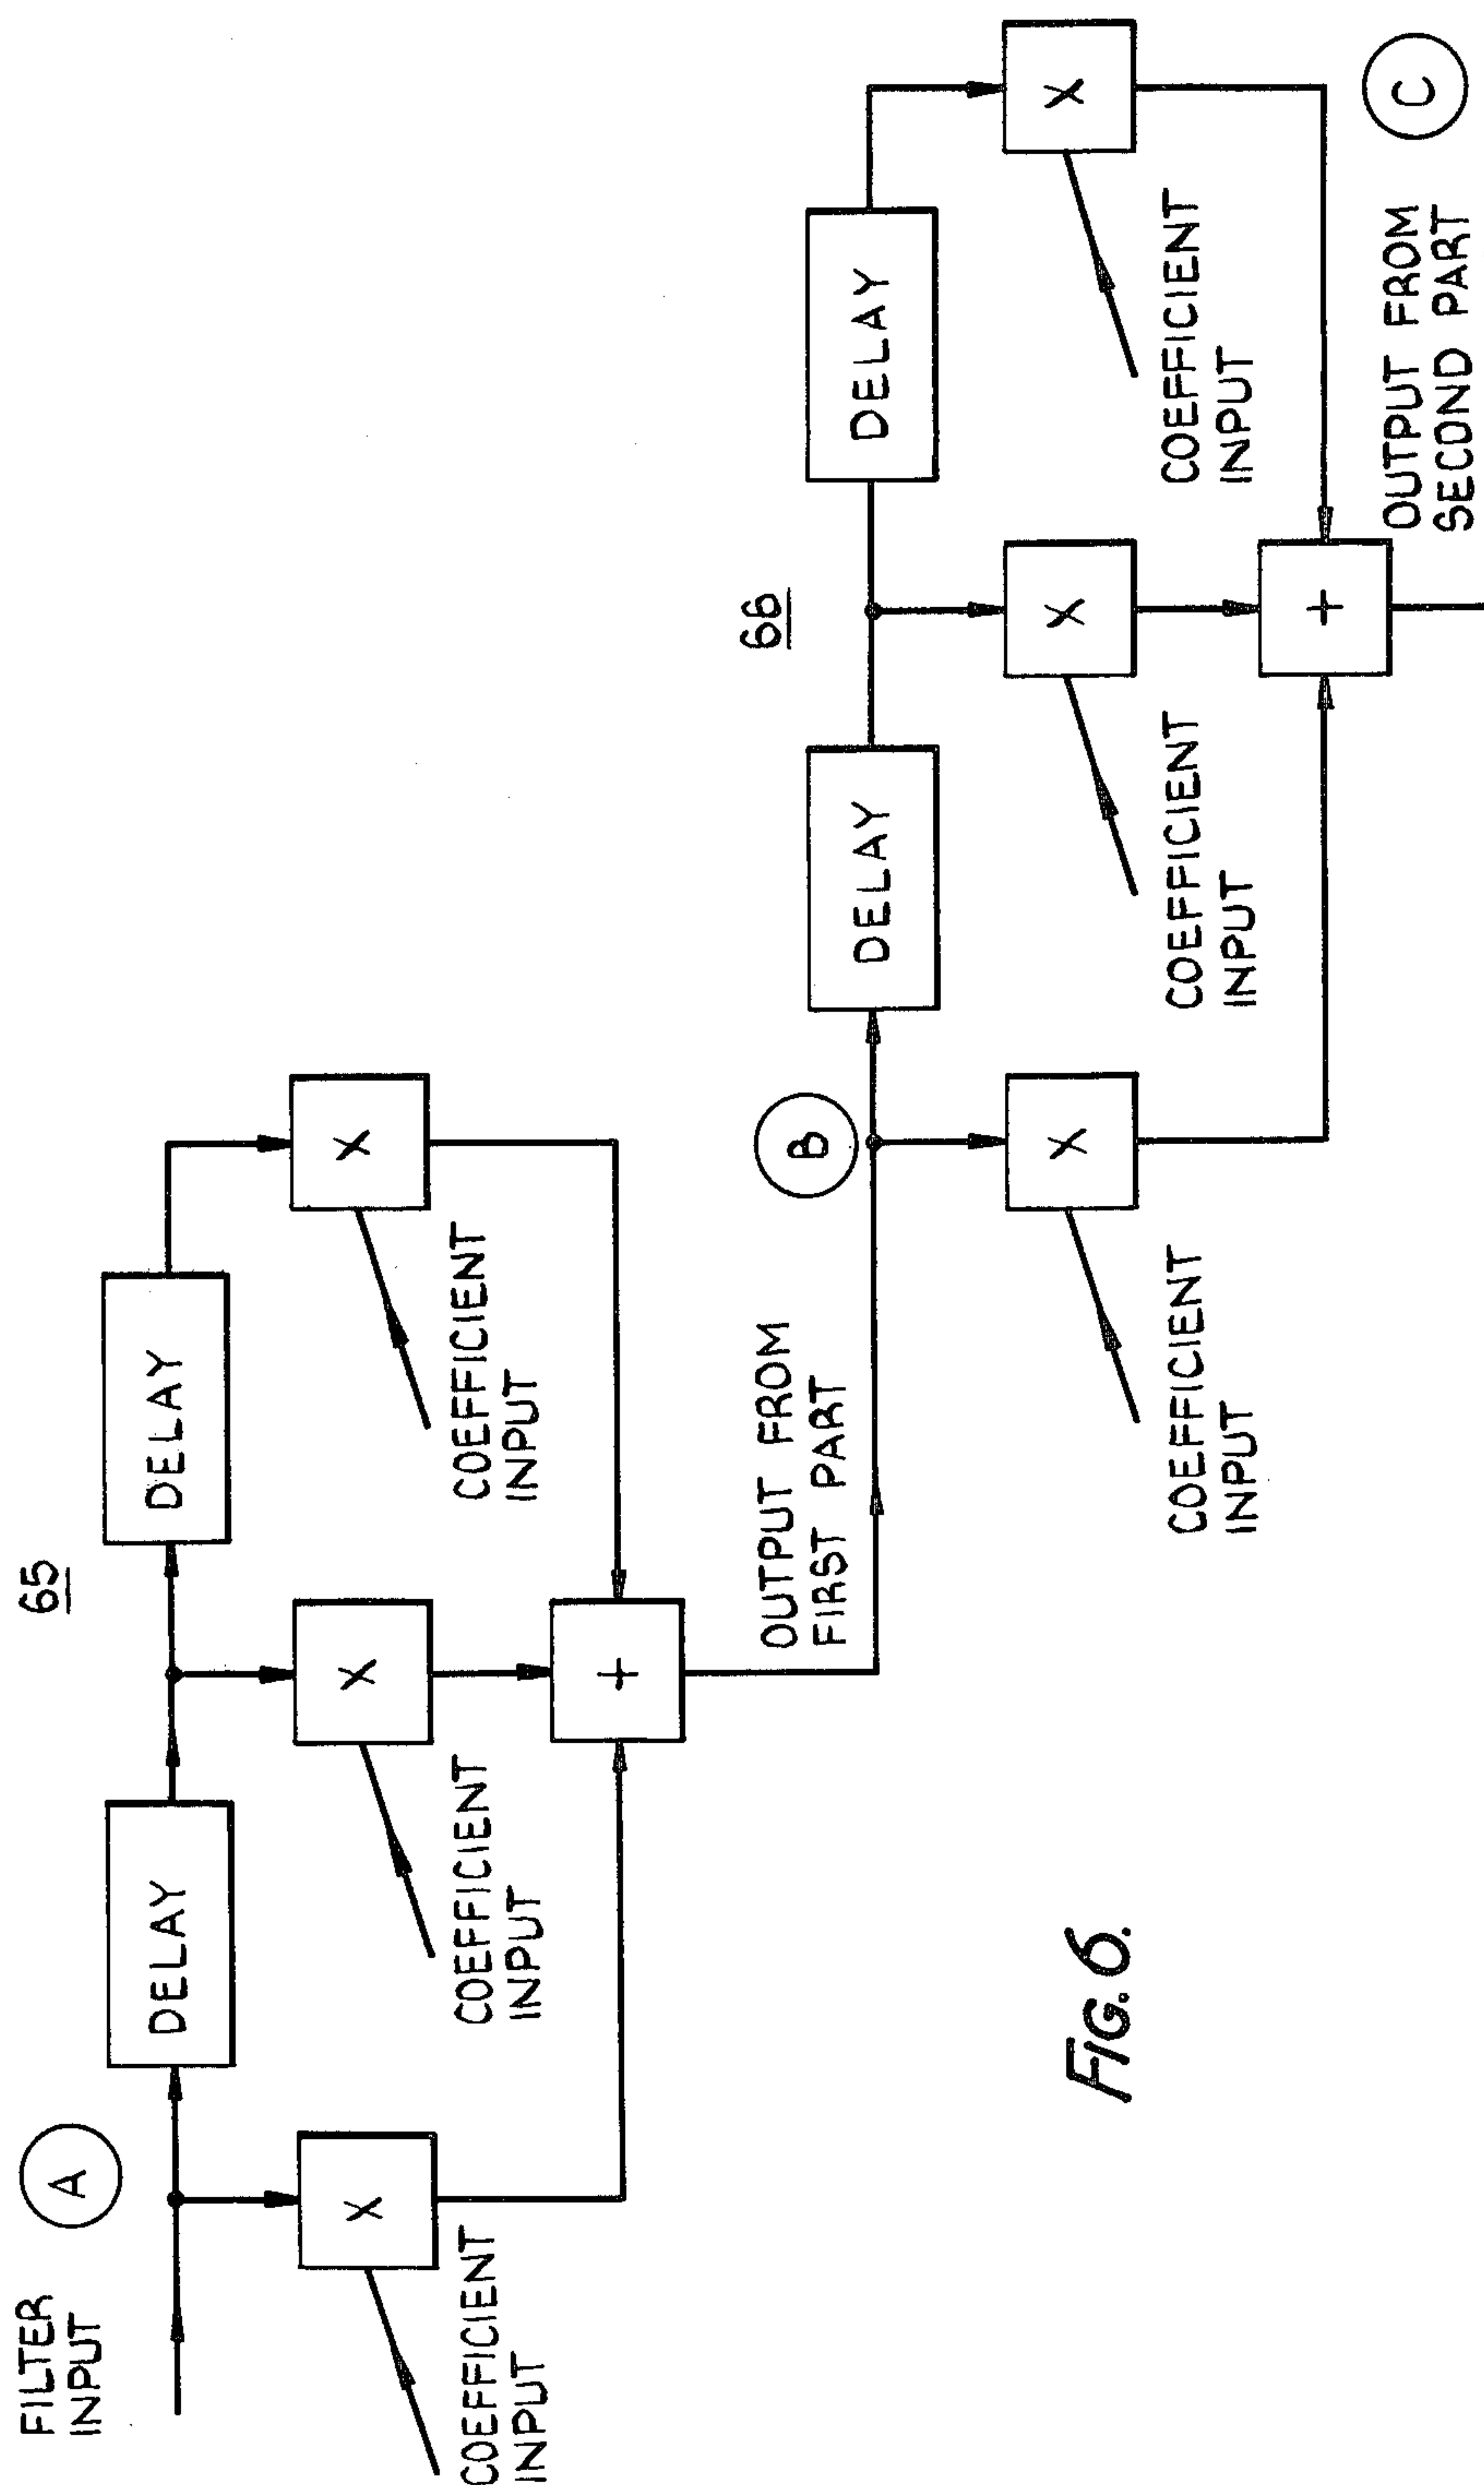 FILTER
INPUT
A
65
DELAY
DELAY
X
X
X
COEFFICIENT
INPUT
COEFFICIENT
INPUT
COEFFICIENT
INPUT
+
OUTPUT FROM
FIRST PART
B
66
DELAY
DELAY
X
X
X
COEFFICIENT
INPUT
COEFFICIENT
INPUT
COEFFICIENT
INPUT
+
OUTPUT FROM
SECOND PART
C
FIG. 6.